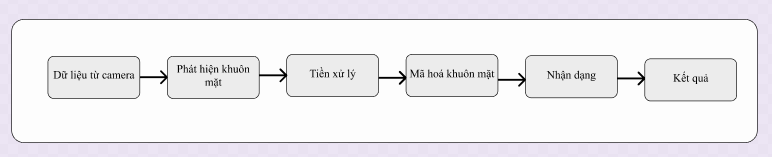 Dữ liệu từ camera
Phát hiện khuôn
mặt
Tiền xử lý
Mã hoá khuôn mặt
Nhận dạng
Kết quả